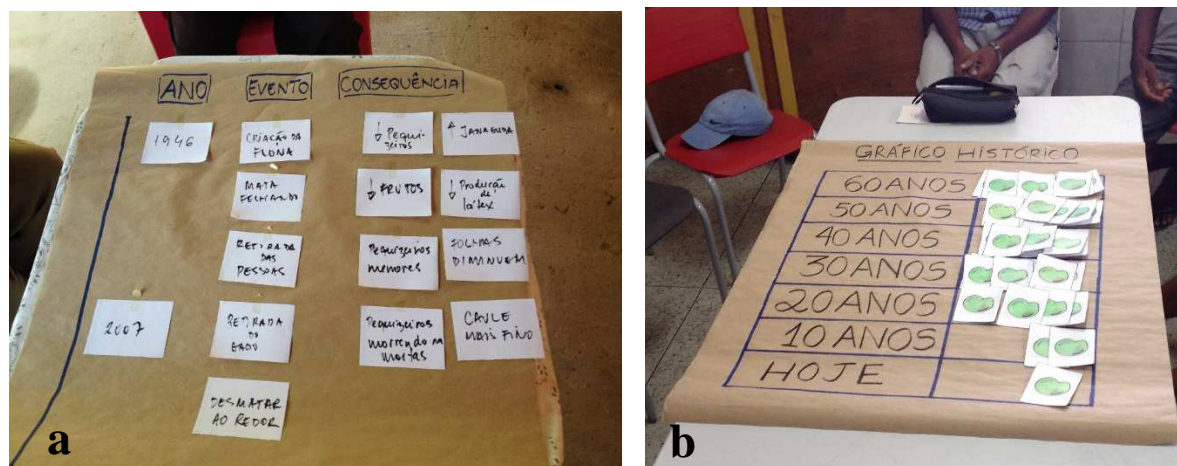 ANO EVENTO CONSEQUÊNCIA
1946
CRIAÇÃO DA
FLONA
↓ Pequi-
zeiros
↑ JANAGUBA
MATA
FECHANDO
↓ FRUTOS
↓ Produção
de
látex
RETIRADA
DAS
PESSOAS
Pequizeiros
menores
FOLHAS
DIMINUEM
2007
RETIRADA
DO
GADO
Pequizeiros
morrendo na
matas
CAULE
MAIS FINO
DESMATAR
AO REDOR
a
GRÁFICO HISTÓRICO
60 ANOS
50 ANOS
40 ANOS
30 ANOS
20 ANOS
10 ANOS
HOJE
b